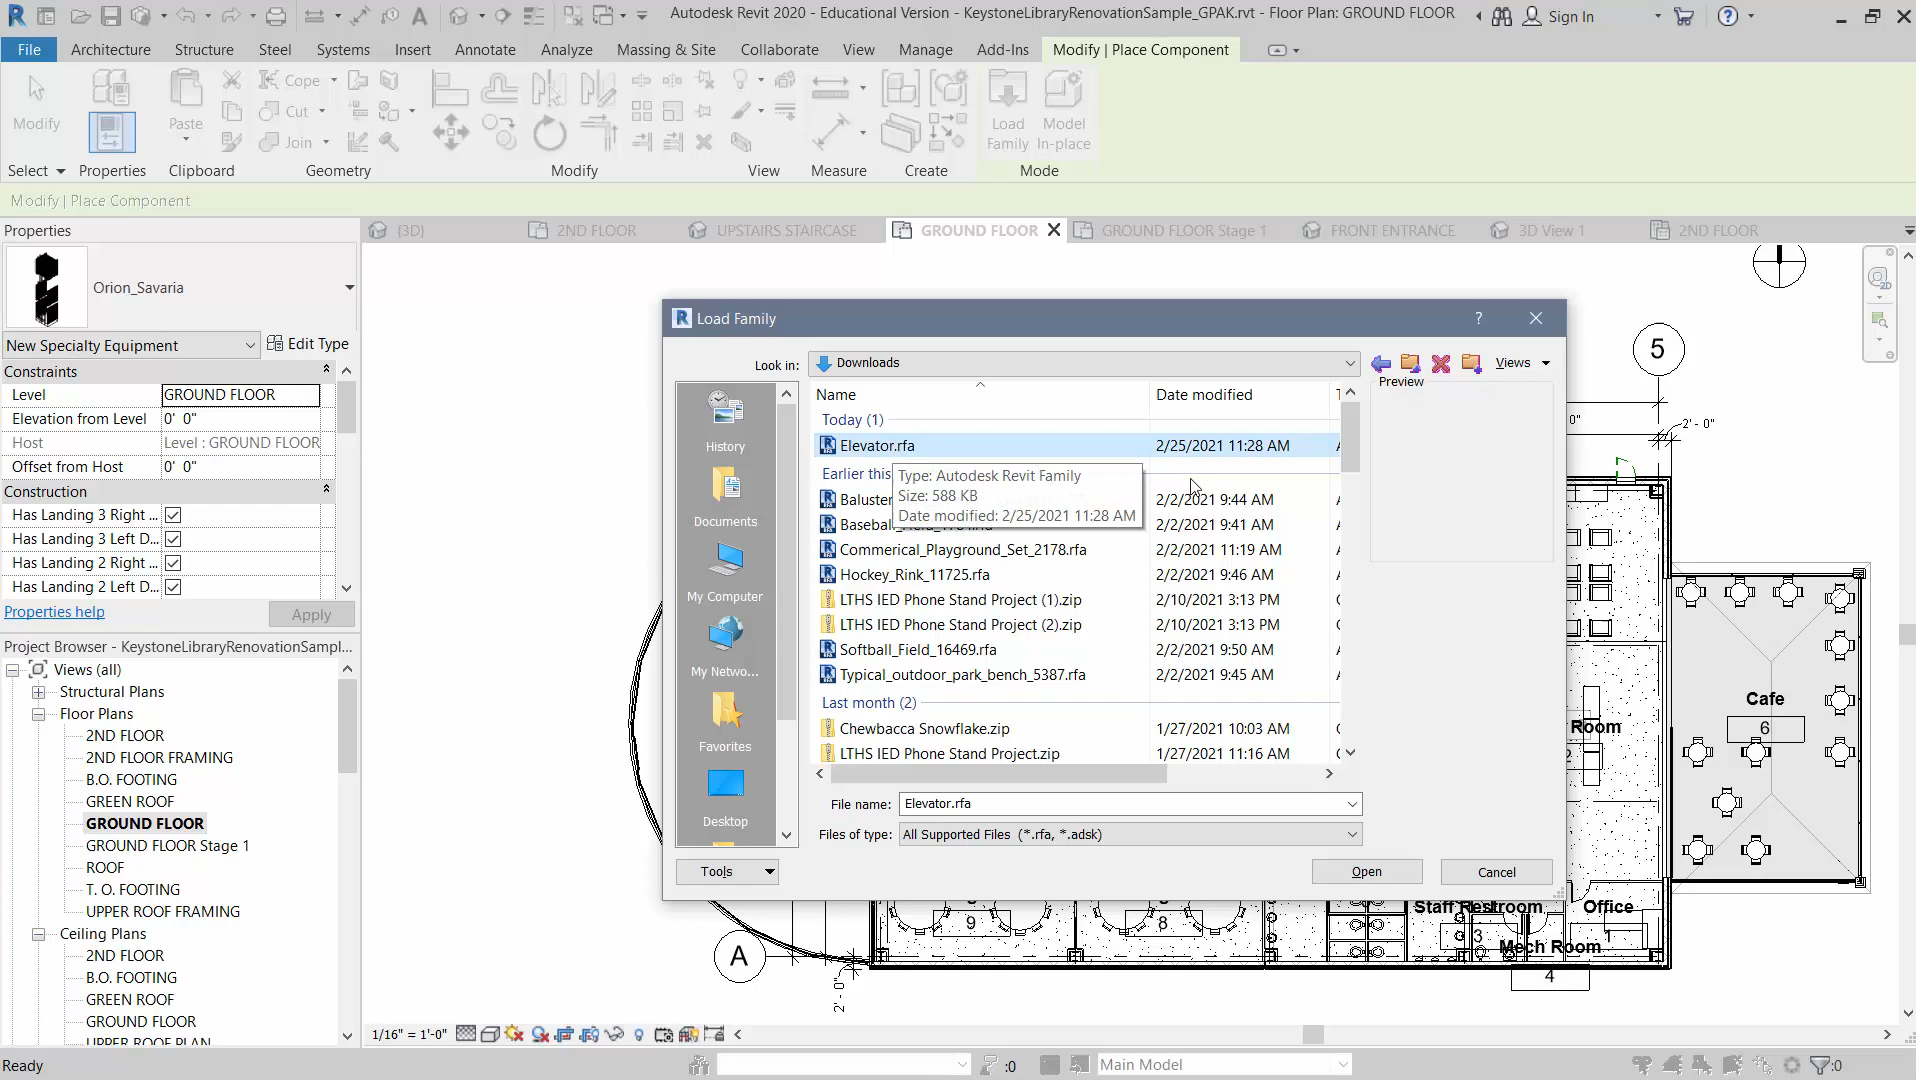 Autodesk Revit 2020 - Educational Version - KeystoneLibraryRenovationSample_GPAK.rvt - Floor Plan: GROUND FLOOR
Sign In
File Architecture Structure Steel Systems Insert Annotate Analyze Massing & Site Collaborate View Manage Add-Ins Modify | Place Component
Modify
Paste
Cope
Cut
Join
Load Family
Model In-place
Select Properties Clipboard Geometry Modify View Measure Create Mode
Modify | Place Component
Properties
{3D} 2ND FLOOR UPSTAIRS STAIRCASE GROUND FLOOR GROUND FLOOR Stage 1 FRONT ENTRANCE 3D View 1 2ND FLOOR
Orion_Savaria
New Specialty Equipment Edit Type
Constraints
Level GROUND FLOOR
Elevation from Level 0' 0"
Host Level : GROUND FLOOR
Offset from Host 0' 0"
Construction
Has Landing 3 Right ...
Has Landing 3 Left D...
Has Landing 2 Right ...
Has Landing 2 Left D...
Properties help Apply
Project Browser - KeystoneLibraryRenovationSampl...
Views (all)
Structural Plans
Floor Plans
2ND FLOOR
2ND FLOOR FRAMING
B.O. FOOTING
GREEN ROOF
GROUND FLOOR
GROUND FLOOR Stage 1
ROOF
T. O. FOOTING
UPPER ROOF FRAMING
Ceiling Plans
2ND FLOOR
B.O. FOOTING
GREEN ROOF
GROUND FLOOR
UPPER ROOF PLAN
Load Family
Look in: Downloads Views
Preview
Name Date modified
Today (1)
Elevator.rfa 2/25/2021 11:28 AM
Earlier this
Type: Autodesk Revit Family
Size: 588 KB
Date modified: 2/25/2021 11:28 AM
Baluster 2/2/2021 9:44 AM
Baseball 2/2/2021 9:41 AM
Commerical_Playground_Set_2178.rfa 2/2/2021 11:19 AM
Hockey_Rink_11725.rfa 2/2/2021 9:46 AM
LTHS IED Phone Stand Project (1).zip 2/10/2021 3:13 PM
LTHS IED Phone Stand Project (2).zip 2/10/2021 3:13 PM
Softball_Field_16469.rfa 2/2/2021 9:50 AM
Typical_outdoor_park_bench_5387.rfa 2/2/2021 9:45 AM
Last month (2)
Chewbacca Snowflake.zip 1/27/2021 10:03 AM
LTHS IED Phone Stand Project.zip 1/27/2021 11:16 AM
History
Documents
My Computer
My Netwo...
Favorites
Desktop
File name: Elevator.rfa
Files of type: All Supported Files (*.rfa, *.adsk)
Tools Open Cancel
5
0"
2' - 0"
Room
Cafe
6
9
8
Staff Restroom
3
Office
1
Mech Room
4
A
2' - 0"
1/16" = 1'-0"
Ready
:0
Main Model
:0